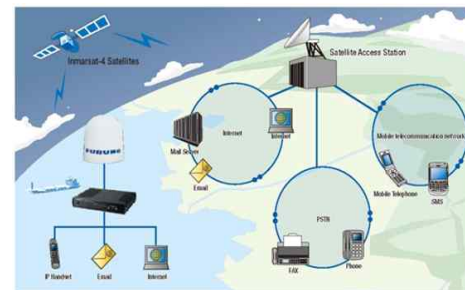 Inmarsat-4 Satellites
Satellite Access Station
Internet
Internet
Mail Server
Email
Mobile telecommunication network
Mobile Telephone
SMS
FURUNO
PSTN
FAX
Phone
IP Handset
Email
Internet